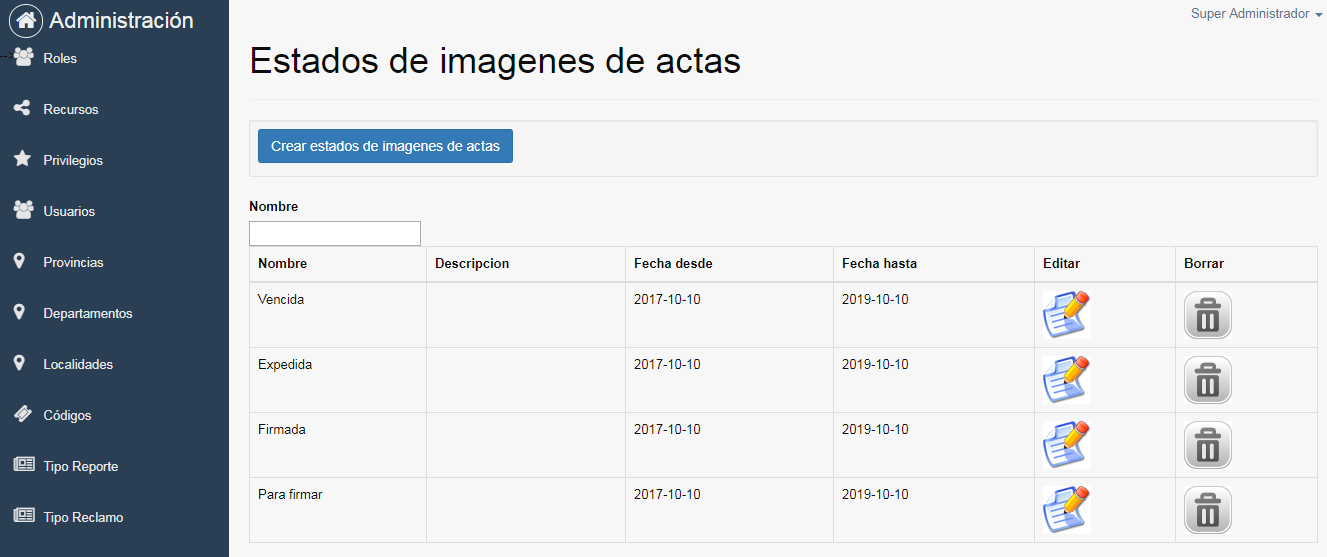 Administración
Super Administrador
Roles
Recursos
Privilegios
Usuarios
Provincias
Departamentos
Localidades
Códigos
Tipo Reporte
Tipo Reclamo
Estados de imagenes de actas
Crear estados de imagenes de actas
Nombre
Nombre Descripcion Fecha desde Fecha hasta Editar Borrar
Vencida 2017-10-10 2019-10-10
Expedida 2017-10-10 2019-10-10
Firmada 2017-10-10 2019-10-10
Para firmar 2017-10-10 2019-10-10